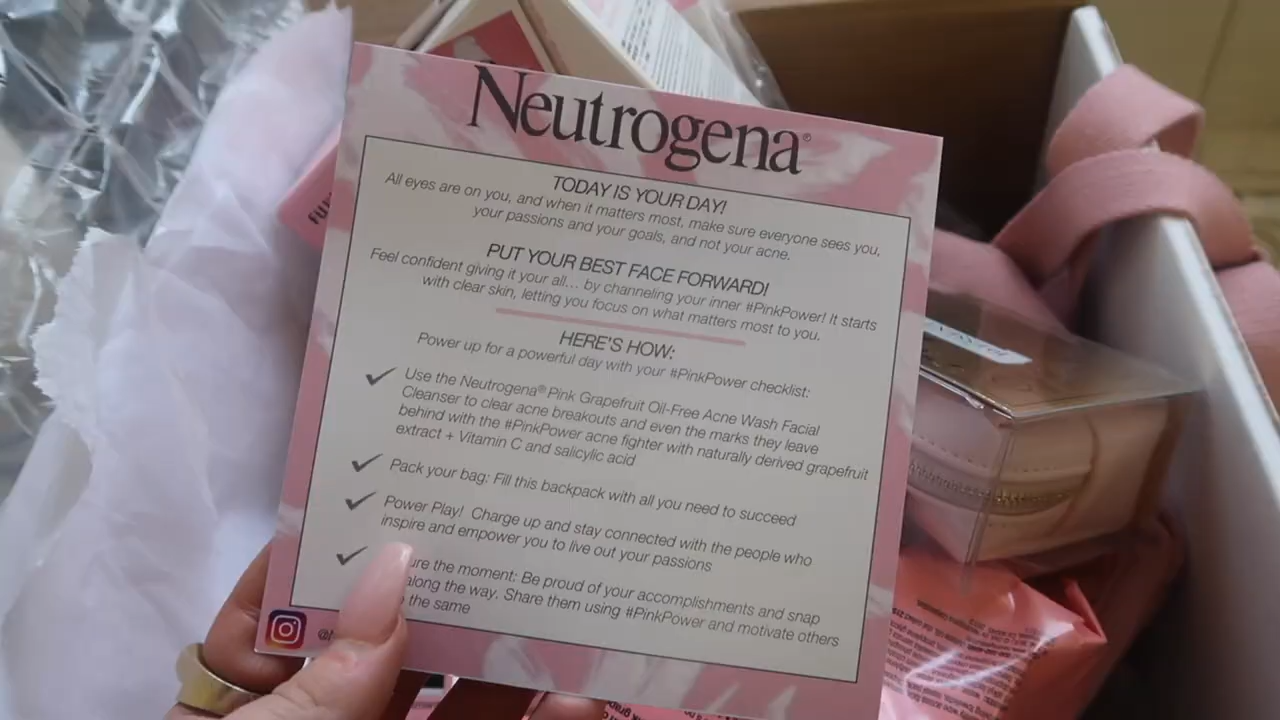 Neutrogena®
TODAY IS YOUR DAY!
All eyes are on you, and when it matters most, make sure everyone sees you,
your passions and your goals, and not your acne.
PUT YOUR BEST FACE FORWARD!
Feel confident giving it your all... by channeling your inner #PinkPower! It starts
with clear skin, letting you focus on what matters most to you.
HERE'S HOW:
Power up for a powerful day with your #PinkPower checklist:
Use the Neutrogena® Pink Grapefruit Oil-Free Acne Wash Facial
Cleanser to clear acne breakouts and even the marks they leave
behind with the #PinkPower acne fighter with naturally derived grapefruit
extract + Vitamin C and salicylic acid
Pack your bag: Fill this backpack with all you need to succeed
Power Play! Charge up and stay connected with the people who
inspire and empower you to live out your passions
ure the moment: Be proud of your accomplishments and snap
along the way. Share them using #PinkPower and motivate others
the same